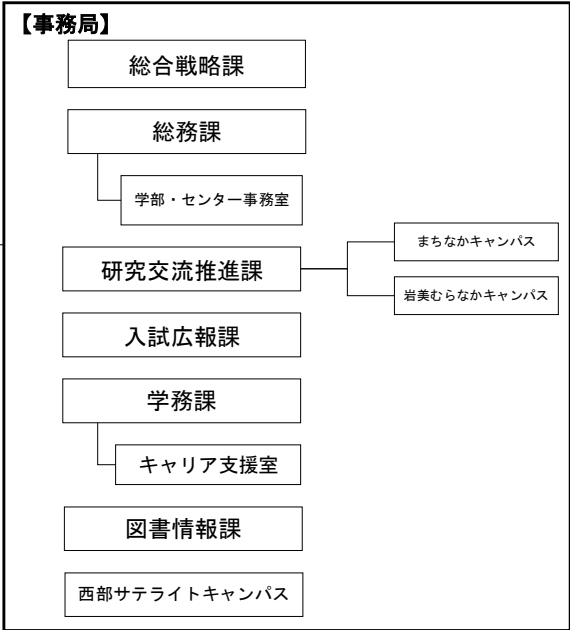 【事務局】
総合戦略課
総務課
学部・センター事務室
研究交流推進課
まちなかキャンパス
岩美むらなかキャンパス
入試広報課
学務課
キャリア支援室
図書情報課
西部サテライトキャンパス